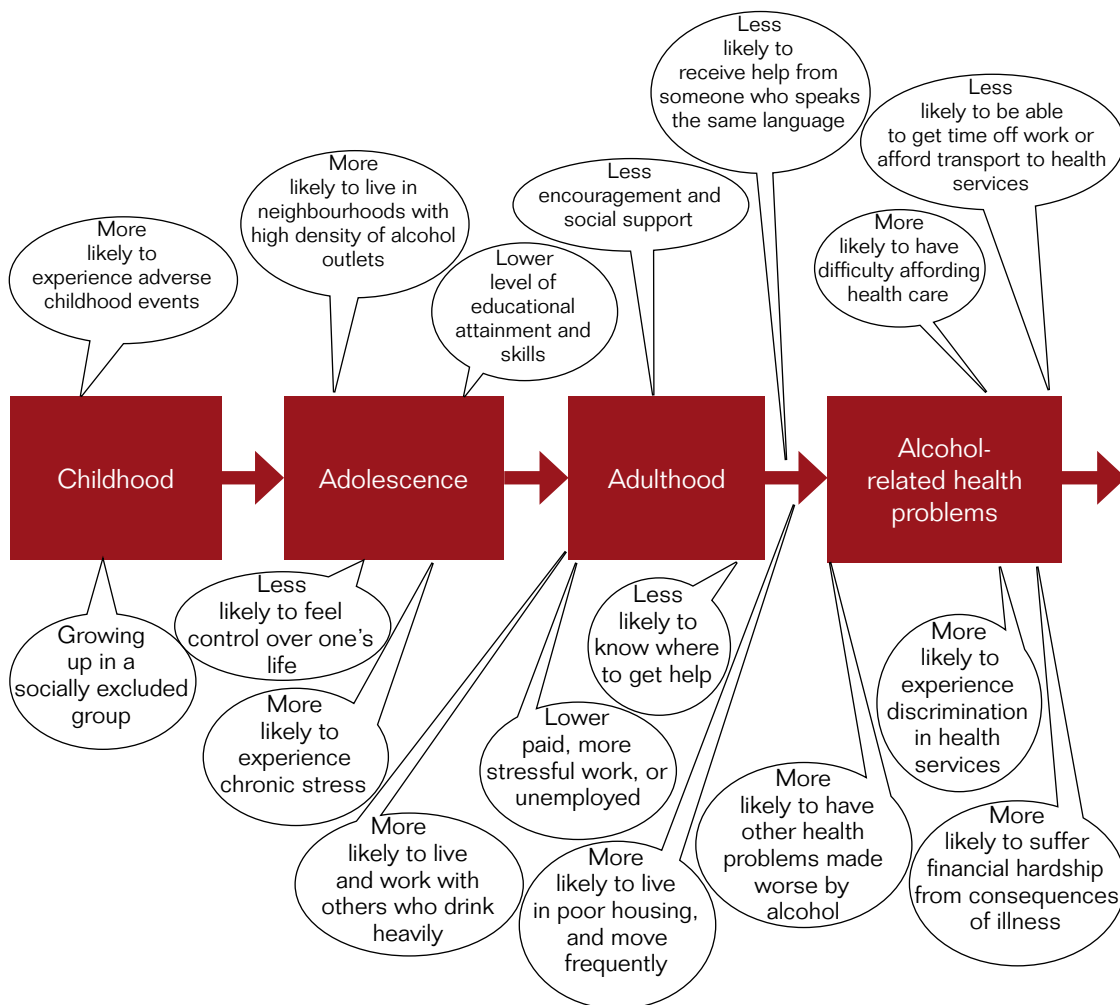 Less
likely to
receive help from
someone who speaks
the same language
Less
likely to be able
to get time off work or
afford transport to health
services
More
likely to live in
neighbourhoods with
high density of alcohol
outlets
Less
encouragement and
social support
More
likely to have
difficulty affording
health care
More
likely to
experience adverse
childhood events
Lower
level of
educational
attainment and
skills
Childhood
Adolescence
Adulthood
Alcohol-
related health
problems
Growing
up in a
socially excluded
group
Less
likely to feel
control over one’s
life
More
likely to
experience
chronic stress
More
likely to live
and work with
others who drink
heavily
Lower
paid, more
stressful work, or
unemployed
Less
likely to
know where
to get help
More
likely to live
in poor housing,
and move
frequently
More
likely to have
other health
problems made
worse by
alcohol
More
likely to
experience
discrimination
in health
services
More
likely to suffer
financial hardship
from consequences
of illness